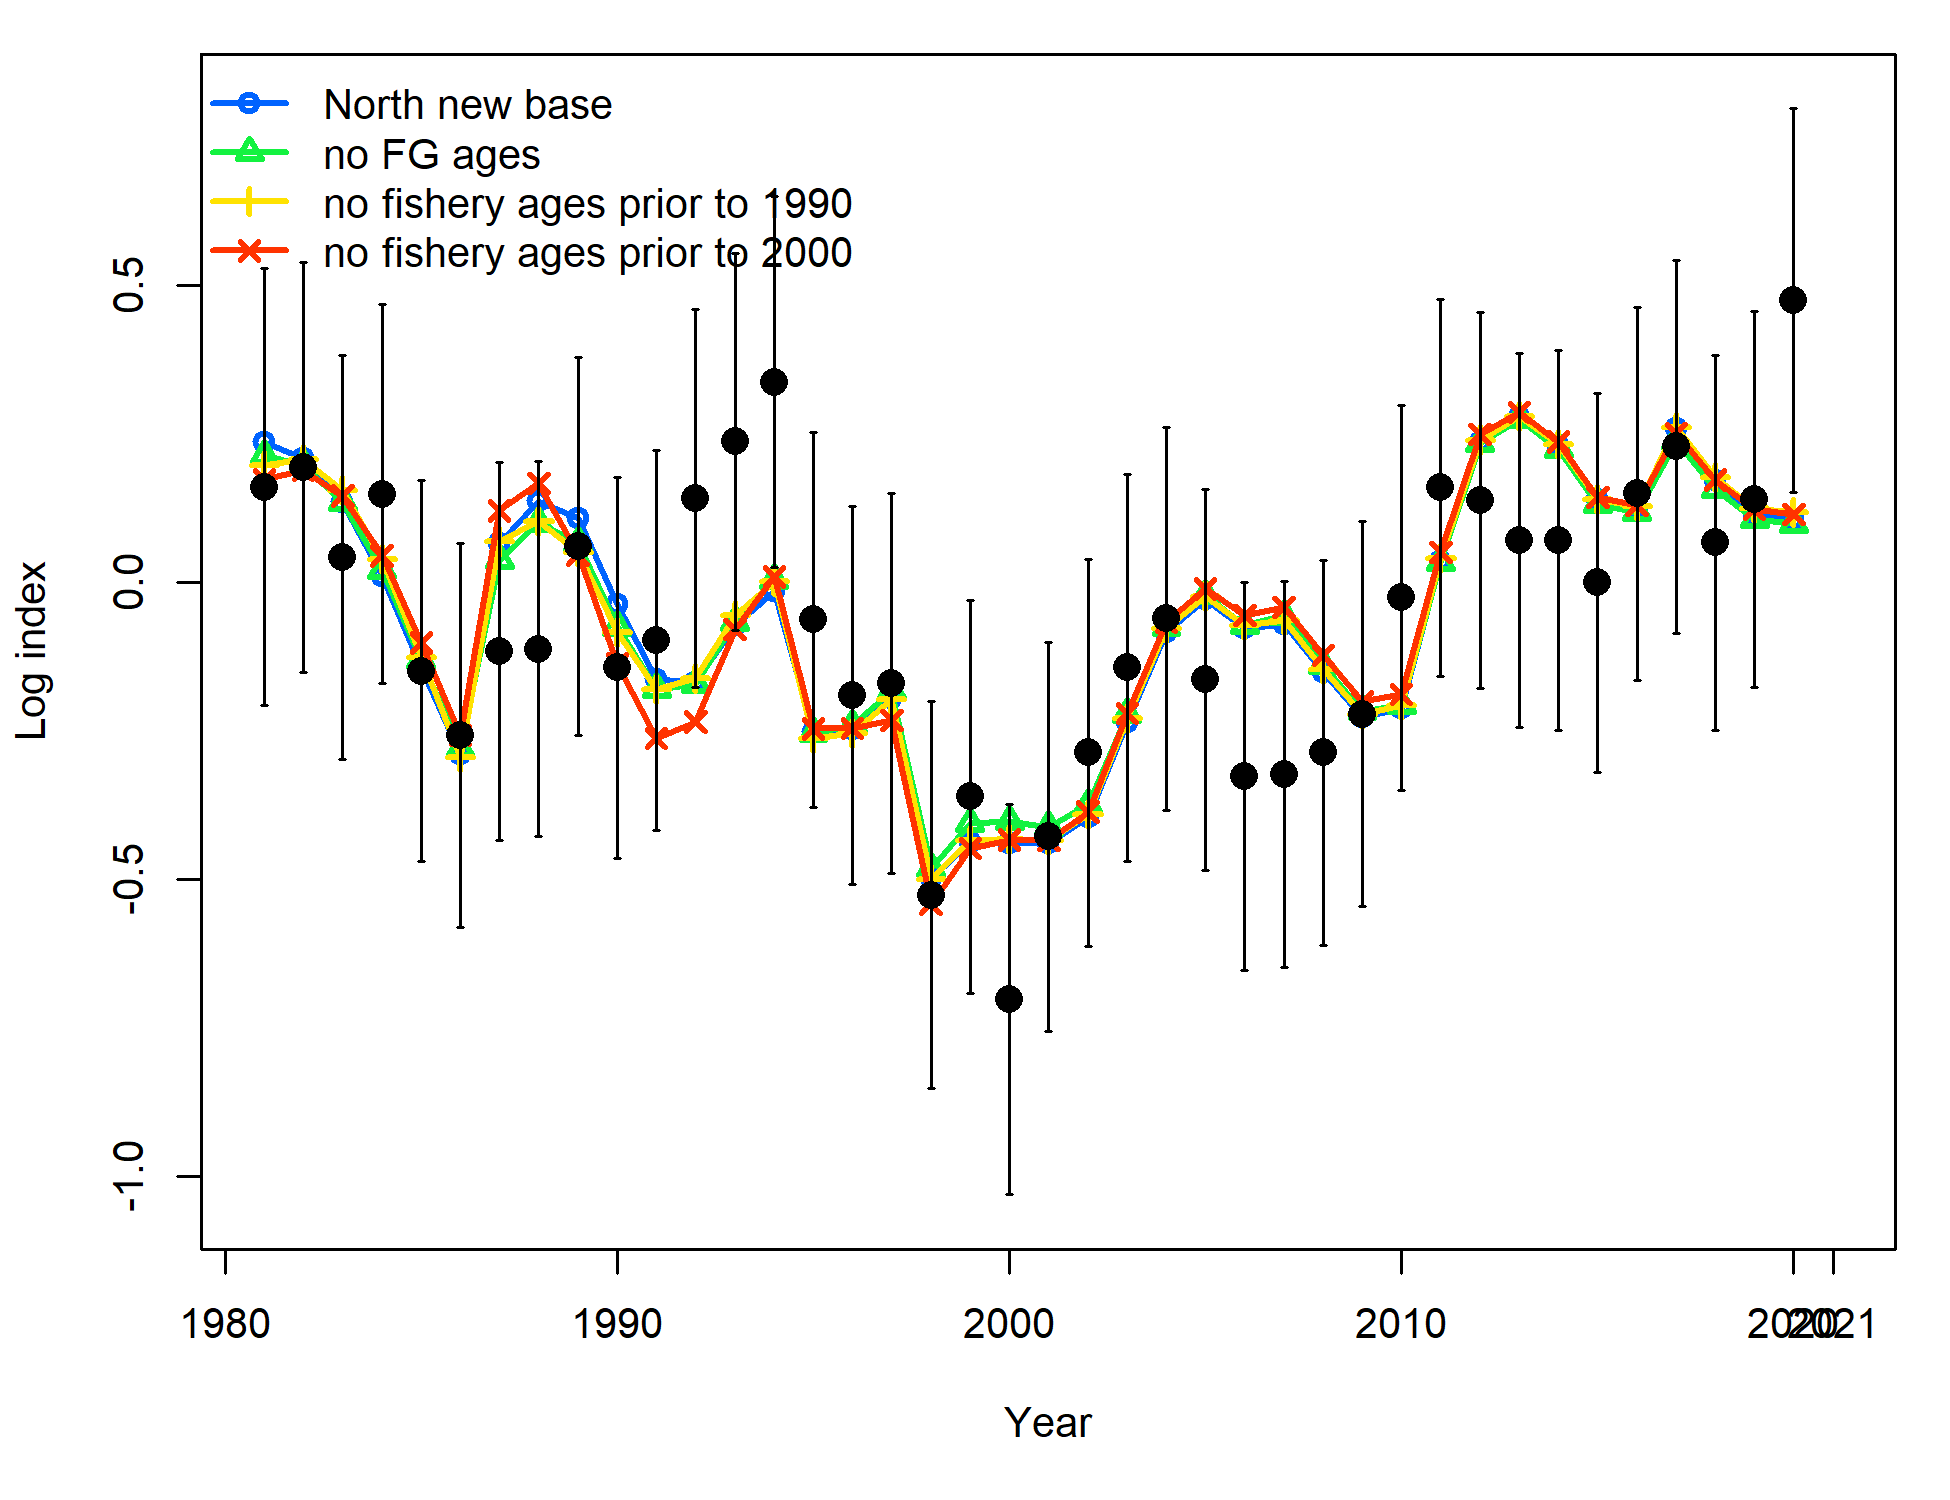 North new base
no FG ages
no fishery ages prior to 1990
no fishery ages prior to 2000
Log index
0.5
0.0
-0.5
-1.0
1980 1990 2000 2010 2020 2021
Year